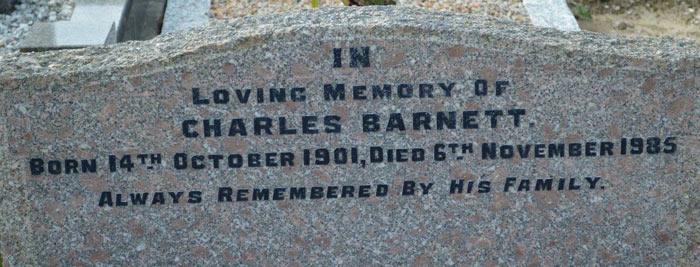 IN
LOVING MEMORY OF
CHARLES BARNETT.
BORN 14TH OCTOBER 1901, DIED 6TH NOVEMBER 1985
ALWAYS REMEMBERED BY HIS FAMILY.